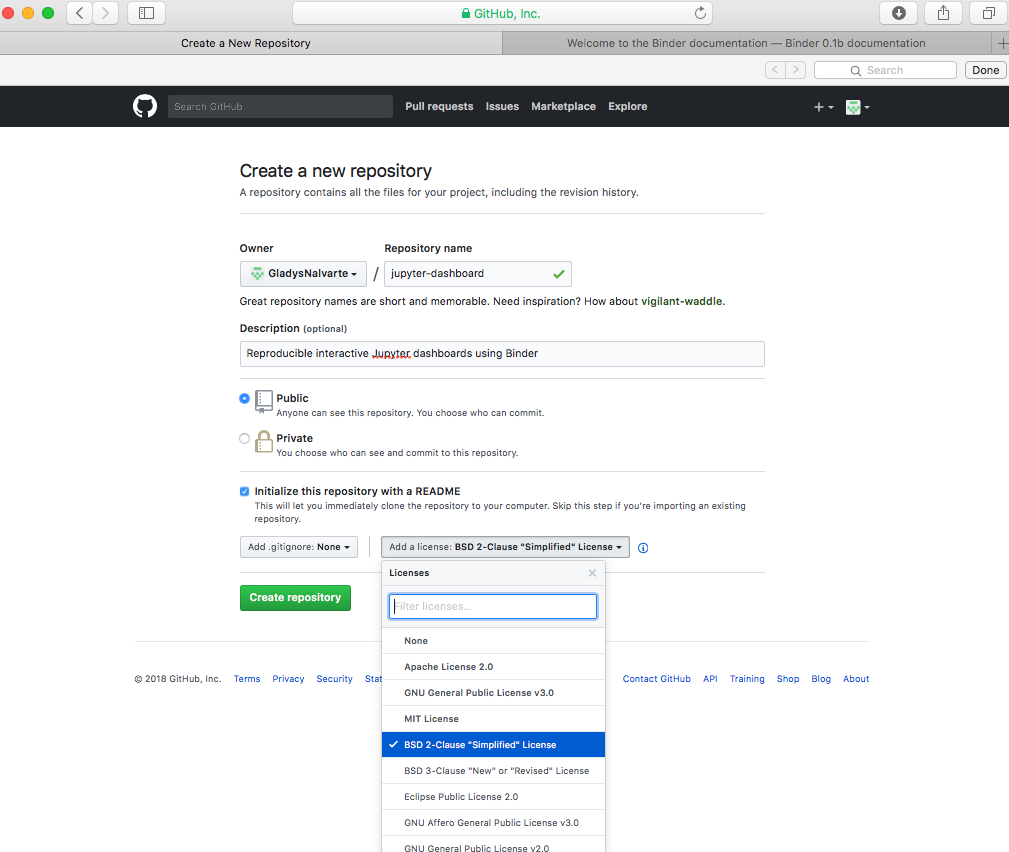 GitHub, Inc.
Create a New Repository
Welcome to the Binder documentation — Binder 0.1b documentation
Search
Done
Search GitHub
Pull requests Issues Marketplace Explore
Create a new repository
A repository contains all the files for your project, including the revision history.
Owner
Repository name
GladysNalvarte / jupyter-dashboard
Great repository names are short and memorable. Need inspiration? How about vigilant-waddle.
Description (optional)
Reproducible interactive Jupyter dashboards using Binder
Public
Anyone can see this repository. You choose who can commit.
Private
You choose who can see and commit to this repository.
Initialize this repository with a README
This will let you immediately clone the repository to your computer. Skip this step if you're importing an existing
repository.
Add .gitignore: None
Add a license: BSD 2-Clause "Simplified" License
Licenses
Filter licenses...
Create repository
None
Apache License 2.0
GNU General Public License v3.0
MIT License
BSD 2-Clause "Simplified" License
BSD 3-Clause "New" or "Revised" License
Eclipse Public License 2.0
GNU Affero General Public License v3.0
GNU General Public License v2.0
© 2018 GitHub, Inc. Terms Privacy Security Stat
Contact GitHub API Training Shop Blog About